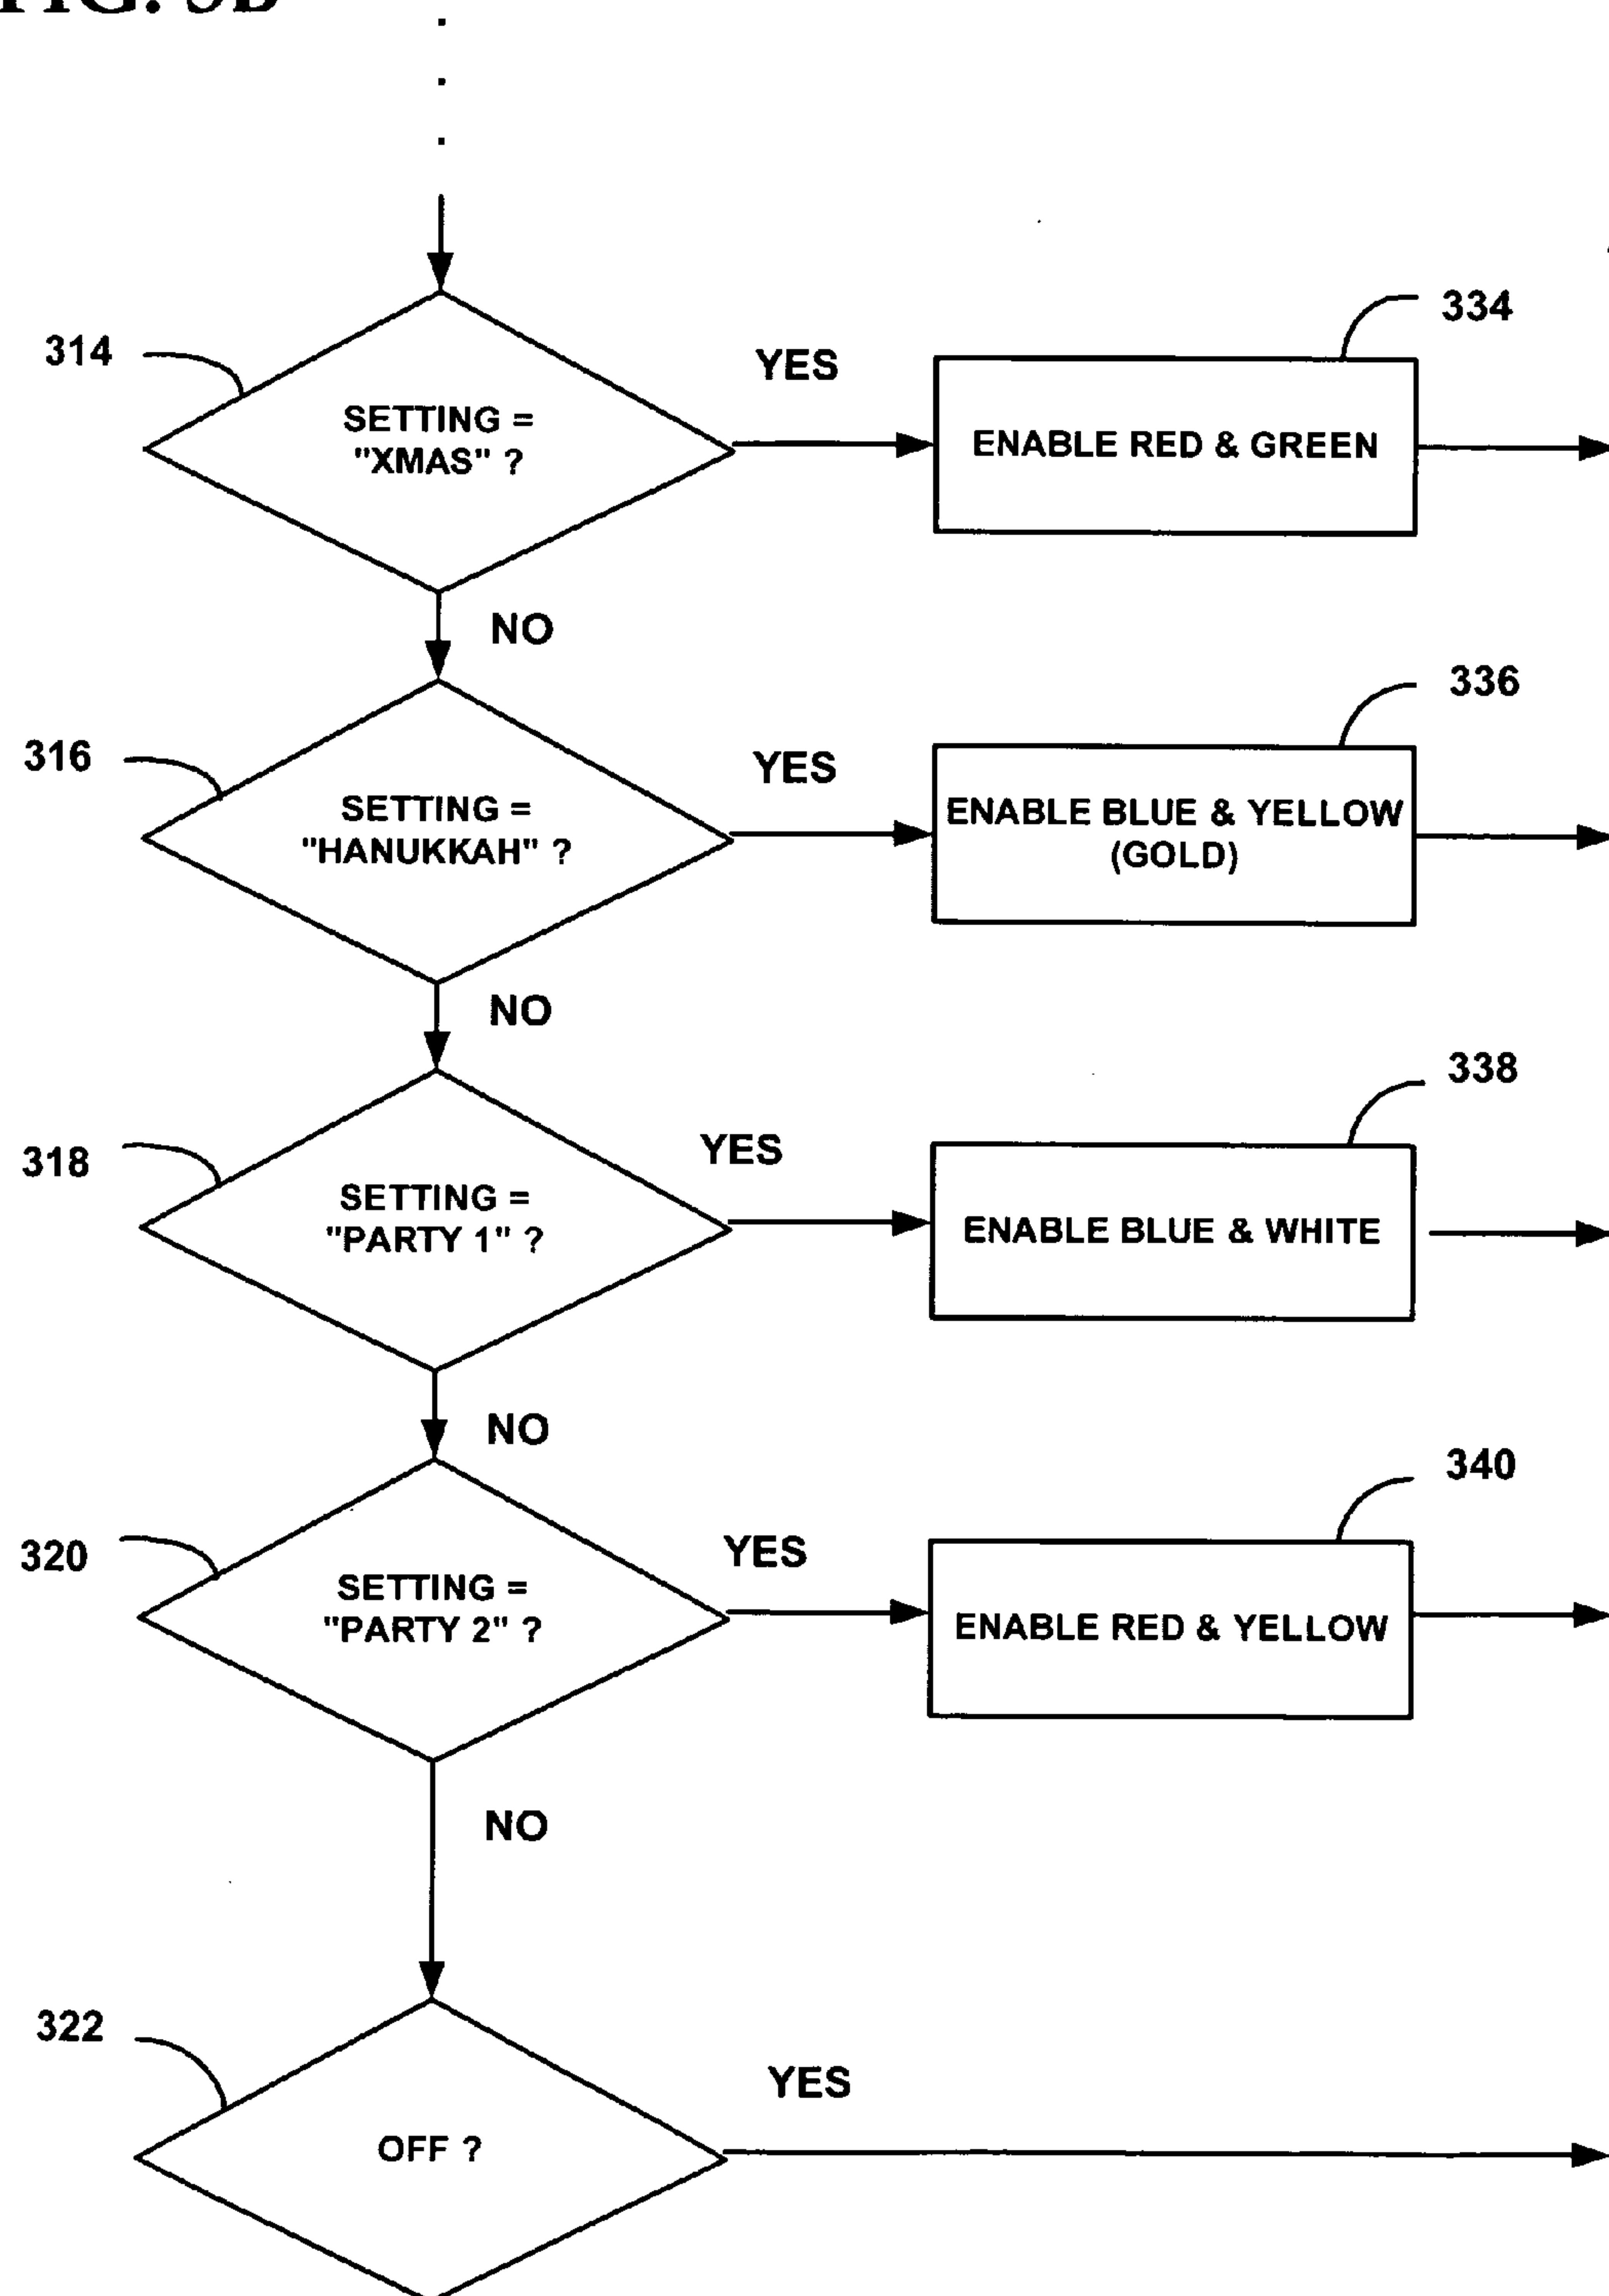 334
314
YES
SETTING =
"XMAS" ?
ENABLE RED & GREEN
NO
336
316
YES
SETTING =
"HANUKKAH" ?
ENABLE BLUE & YELLOW
(GOLD)
NO
338
318
YES
SETTING =
"PARTY 1" ?
ENABLE BLUE & WHITE
NO
340
320
YES
SETTING =
"PARTY 2" ?
ENABLE RED & YELLOW
NO
322
YES
OFF ?